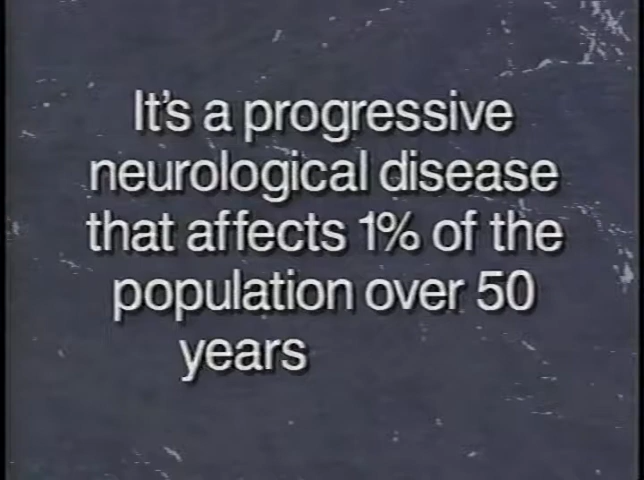 It's a progressive
neurological disease
that affects 1% of the
population over 50
years